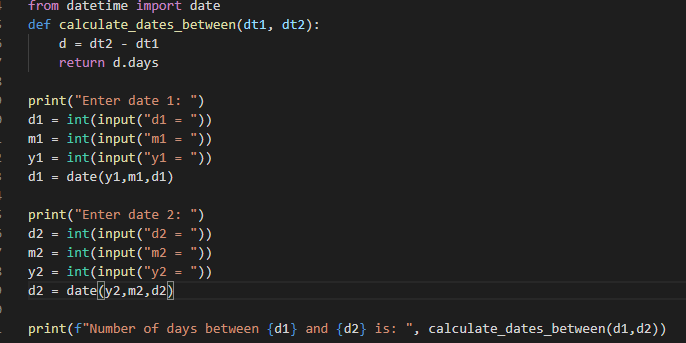 from datetime import date
def calculate_dates_between(dt1, dt2):
    d = dt2 - dt1
    return d.days
print("Enter date 1: ")
d1 = int(input("d1 = "))
m1 = int(input("m1 = "))
y1 = int(input("y1 = "))
d1 = date(y1,m1,d1)
print("Enter date 2: ")
d2 = int(input("d2 = "))
m2 = int(input("m2 = "))
y2 = int(input("y2 = "))
d2 = date(y2,m2,d2)
print(f"Number of days between {d1} and {d2} is: ", calculate_dates_between(d1,d2))